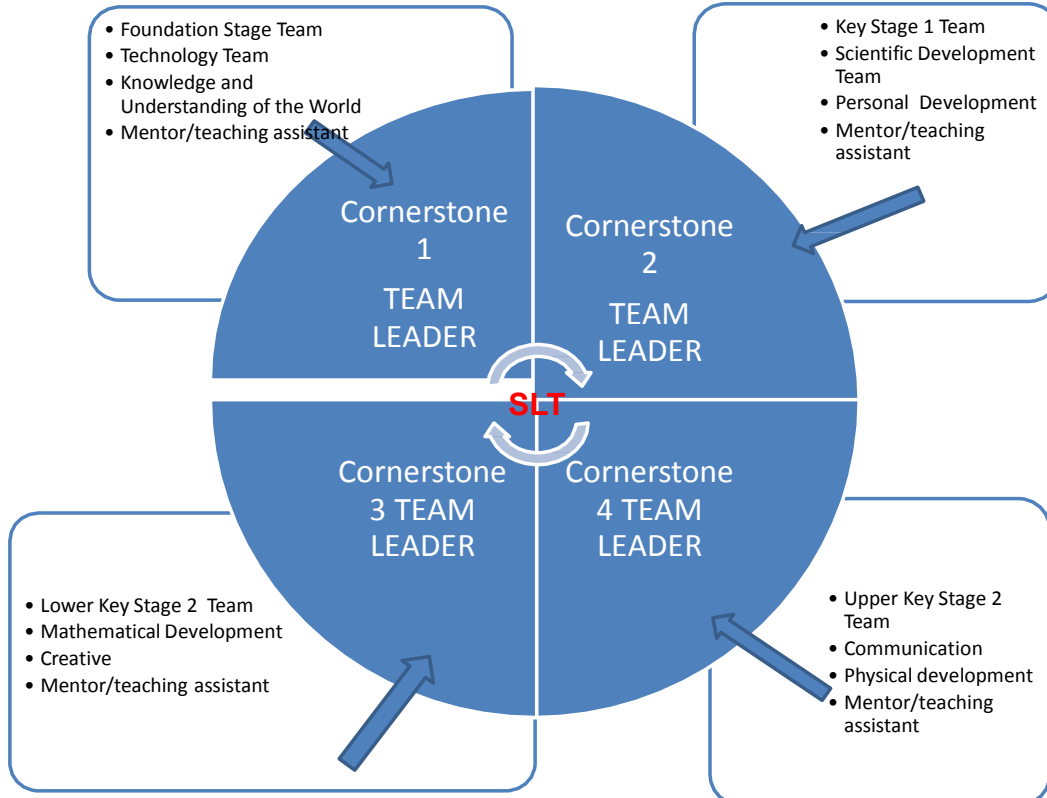 • Foundation Stage Team
• Technology Team
• Knowledge and
Understanding of the World
• Mentor/teaching assistant
• Key Stage 1 Team
• Scientific Development
Team
• Personal  Development
• Mentor/teaching
assistant
Cornerstone
1
TEAM
LEADER
Cornerstone
2
TEAM
LEADER
SLT
Cornerstone
3 TEAM
LEADER
Cornerstone
4 TEAM
LEADER
• Lower Key Stage 2  Team
• Mathematical Development
• Creative
• Mentor/teaching assistant
• Upper Key Stage 2
Team
• Communication
• Physical development
• Mentor/teaching
assistant